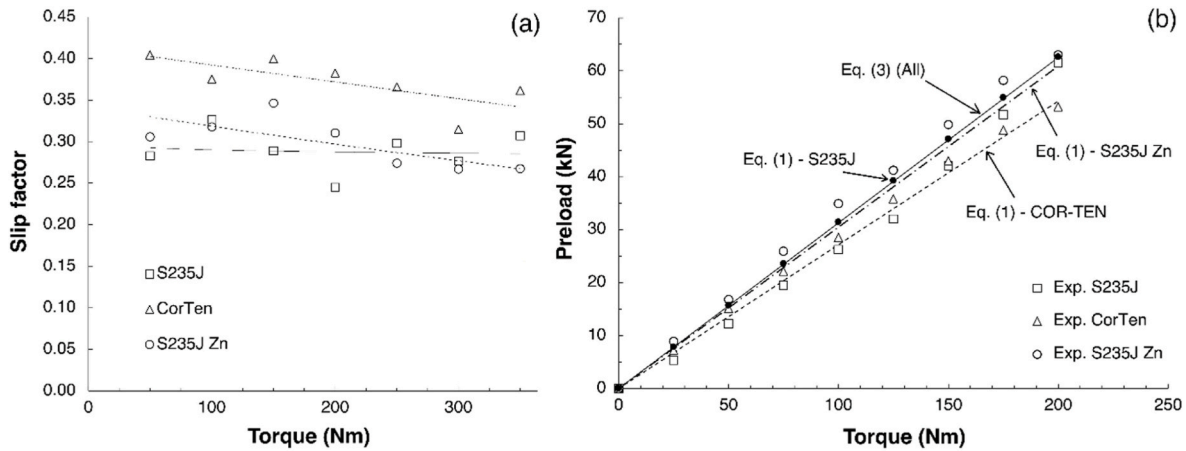 (a)
0.45
0.40
0.35
0.30
0.25
0.20
0.15
0.10
0.05
0.00
Slip factor
S235J
CorTen
S235J Zn
0
100
200
300
Torque (Nm)
(b)
70
60
50
40
30
20
10
0
Preload (kN)
Eq. (3) (All)
Eq. (1) - S235J
Eq. (1) - S235J Zn
Eq. (1) - COR-TEN
Exp. S235J
Exp. CorTen
Exp. S235J Zn
0
50
100
150
200
250
Torque (Nm)